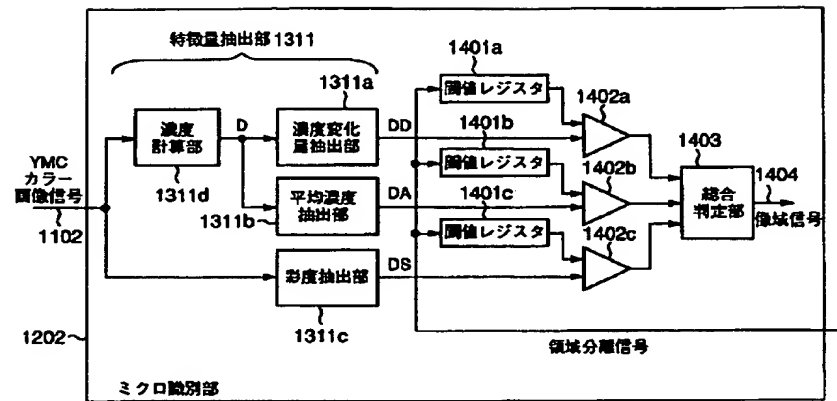 特徴量抽出部1311
1311a
濃度
計算部
D
濃度変化
量抽出部
DD
1311d
YMC
カラー
画像信号
1102
1311b
平均濃度
抽出部
DA
彩度抽出部
DS
1311c
1401a
閾値レジスタ
1402a
1401b
閾値レジスタ
1402b
1401c
閾値レジスタ
1402c
1403
総合
判定部
1404
像域信号
領域分離信号
1202
ミクロ識別部